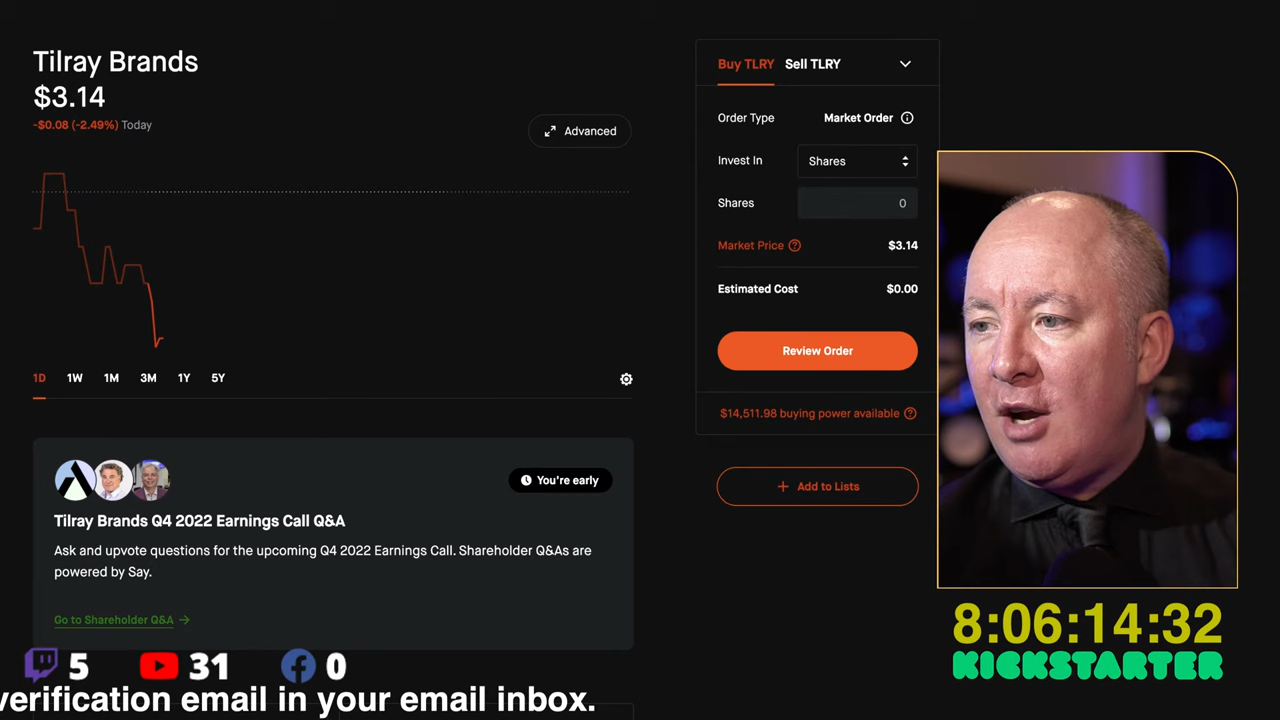 Tilray Brands
$3.14
-$0.08 (-2.49%) Today
Advanced
1D 1W 1M 3M 1Y 5Y
You're early
Tilray Brands Q4 2022 Earnings Call Q&A
Ask and upvote questions for the upcoming Q4 2022 Earnings Call. Shareholder Q&As are
powered by Say.
Go to Shareholder Q&A →
Buy TLRY Sell TLRY
Order Type Market Order
Invest In Shares
Shares 0
Market Price $3.14
Estimated Cost $0.00
Review Order
$14,511.98 buying power available
+ Add to Lists
8:06:14:32
KICKSTARTER
5 31 0
verification email in your email inbox.